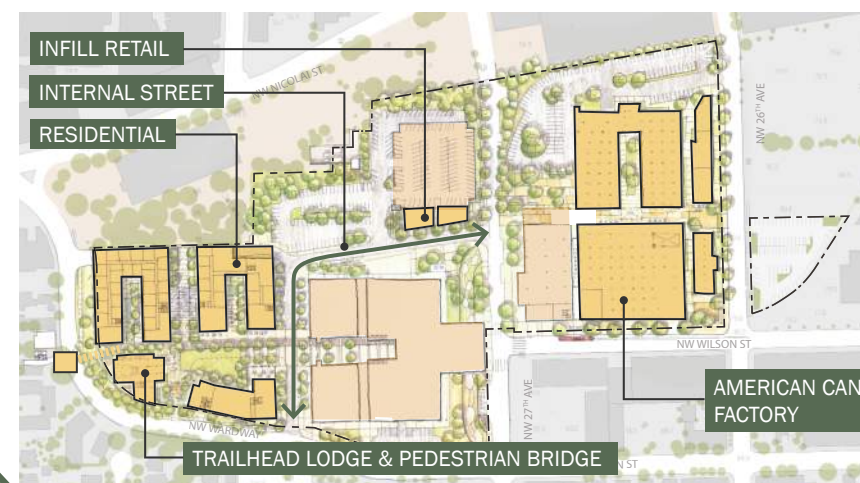 INFILL RETAIL
INTERNAL STREET
RESIDENTIAL
NW NICOLAI ST
NW 26TH AVE
NW WILSON ST
AMERICAN CAN
FACTORY
NW 27TH AVE
NW WARDWAY
TRAILHEAD LODGE & PEDESTRIAN BRIDGE
N ST